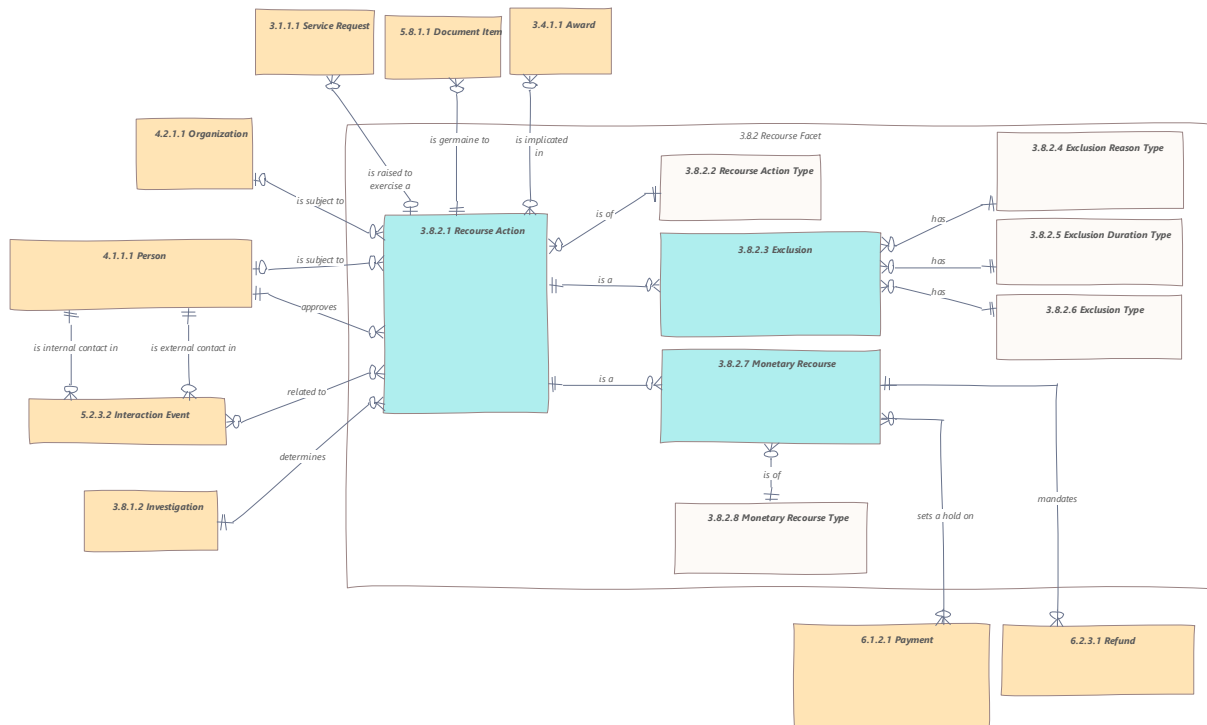 3.1.1.1 Service Request
5.8.1.1 Document Item
3.4.1.1 Award
4.2.1.1 Organization
is germaine to
is implicated
in
3.8.2 Recourse Facet
3.8.2.4 Exclusion Reason Type
is raised to
exercise a
3.8.2.2 Recourse Action Type
is subject to
is of
has
3.8.2.1 Recourse Action
3.8.2.5 Exclusion Duration Type
3.8.2.3 Exclusion
4.1.1.1 Person
is subject to
has
is a
has
approves
3.8.2.6 Exclusion Type
is internal contact in
is external contact in
3.8.2.7 Monetary Recourse
is a
related to
5.2.3.2 Interaction Event
determines
is of
mandates
3.8.1.2 Investigation
3.8.2.8 Monetary Recourse Type
sets a hold on
6.1.2.1 Payment
6.2.3.1 Refund